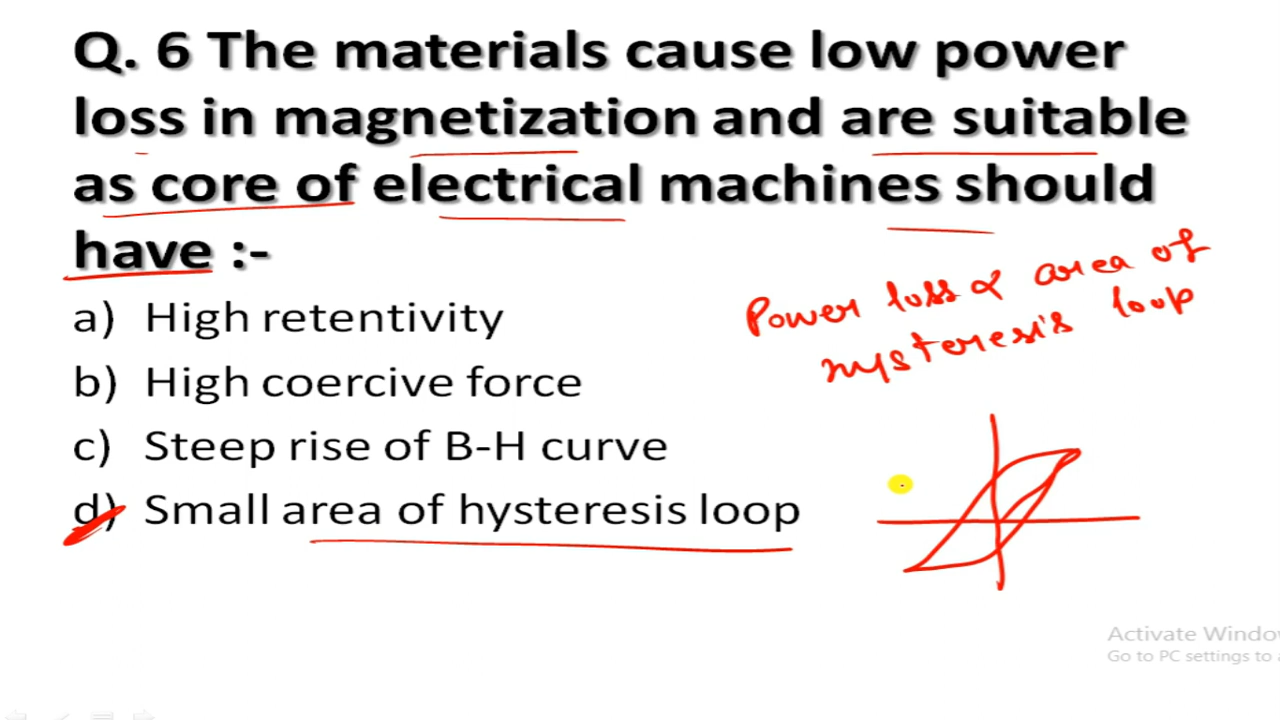 Q. 6 The materials cause low power
loss in magnetization and are suitable
as core of electrical machines should
have :-
a) High retentivity
b) High coercive force
c) Steep rise of B-H curve
d) Small area of hysteresis loop
Power loss ∝ area of
hysteresis loop
Activate Window
Go to PC settings to a